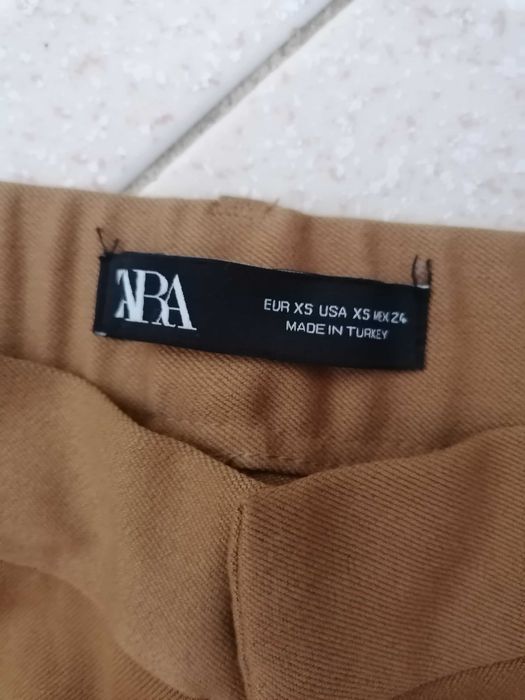 ZARA
EUR XS USA XS MEX 24
MADE IN TURKEY